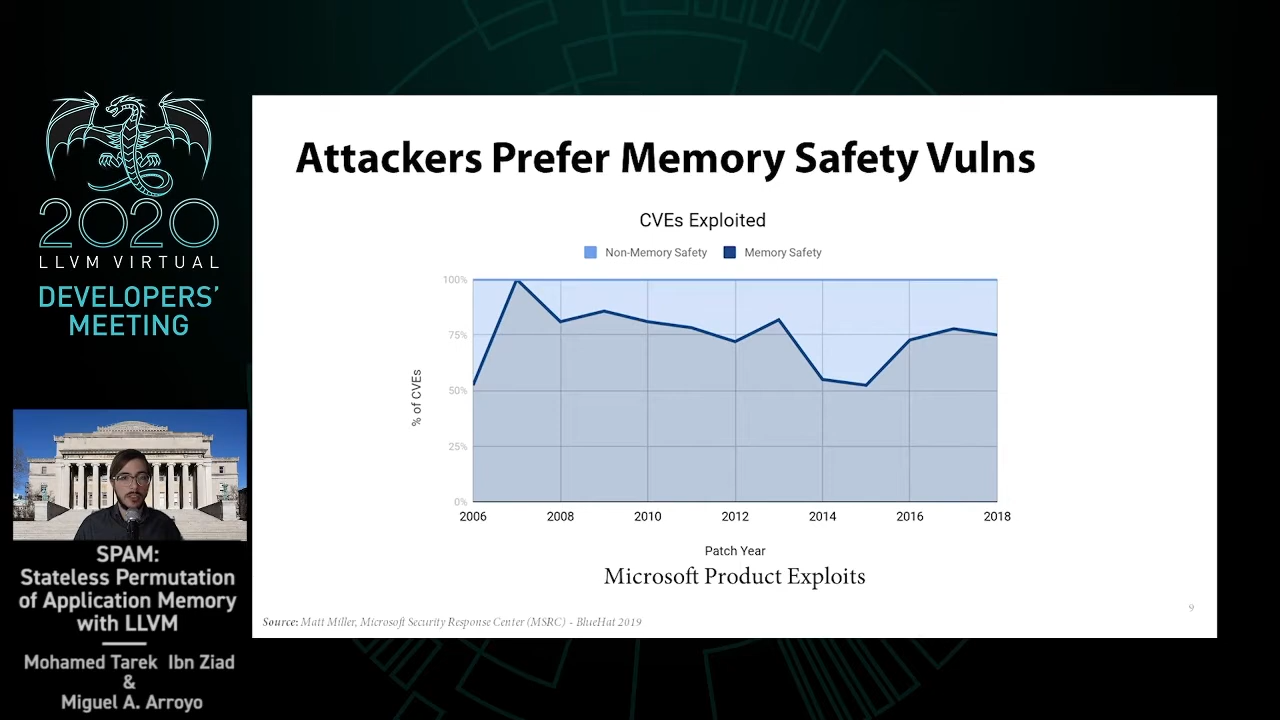 2020
LLVM VIRTUAL
DEVELOPERS'
MEETING
SPAM:
Stateless Permutation
of Application Memory
with LLVM
Mohamed Tarek Ibn Ziad
&
Miguel A. Arroyo
Attackers Prefer Memory Safety Vulns
CVEs Exploited
Non-Memory Safety Memory Safety
100%
75%
50%
25%
0%
% of CVEs
2006 2008 2010 2012 2014 2016 2018
Patch Year
Microsoft Product Exploits
9
Source: Matt Miller, Microsoft Security Response Center (MSRC) - BlueHat 2019